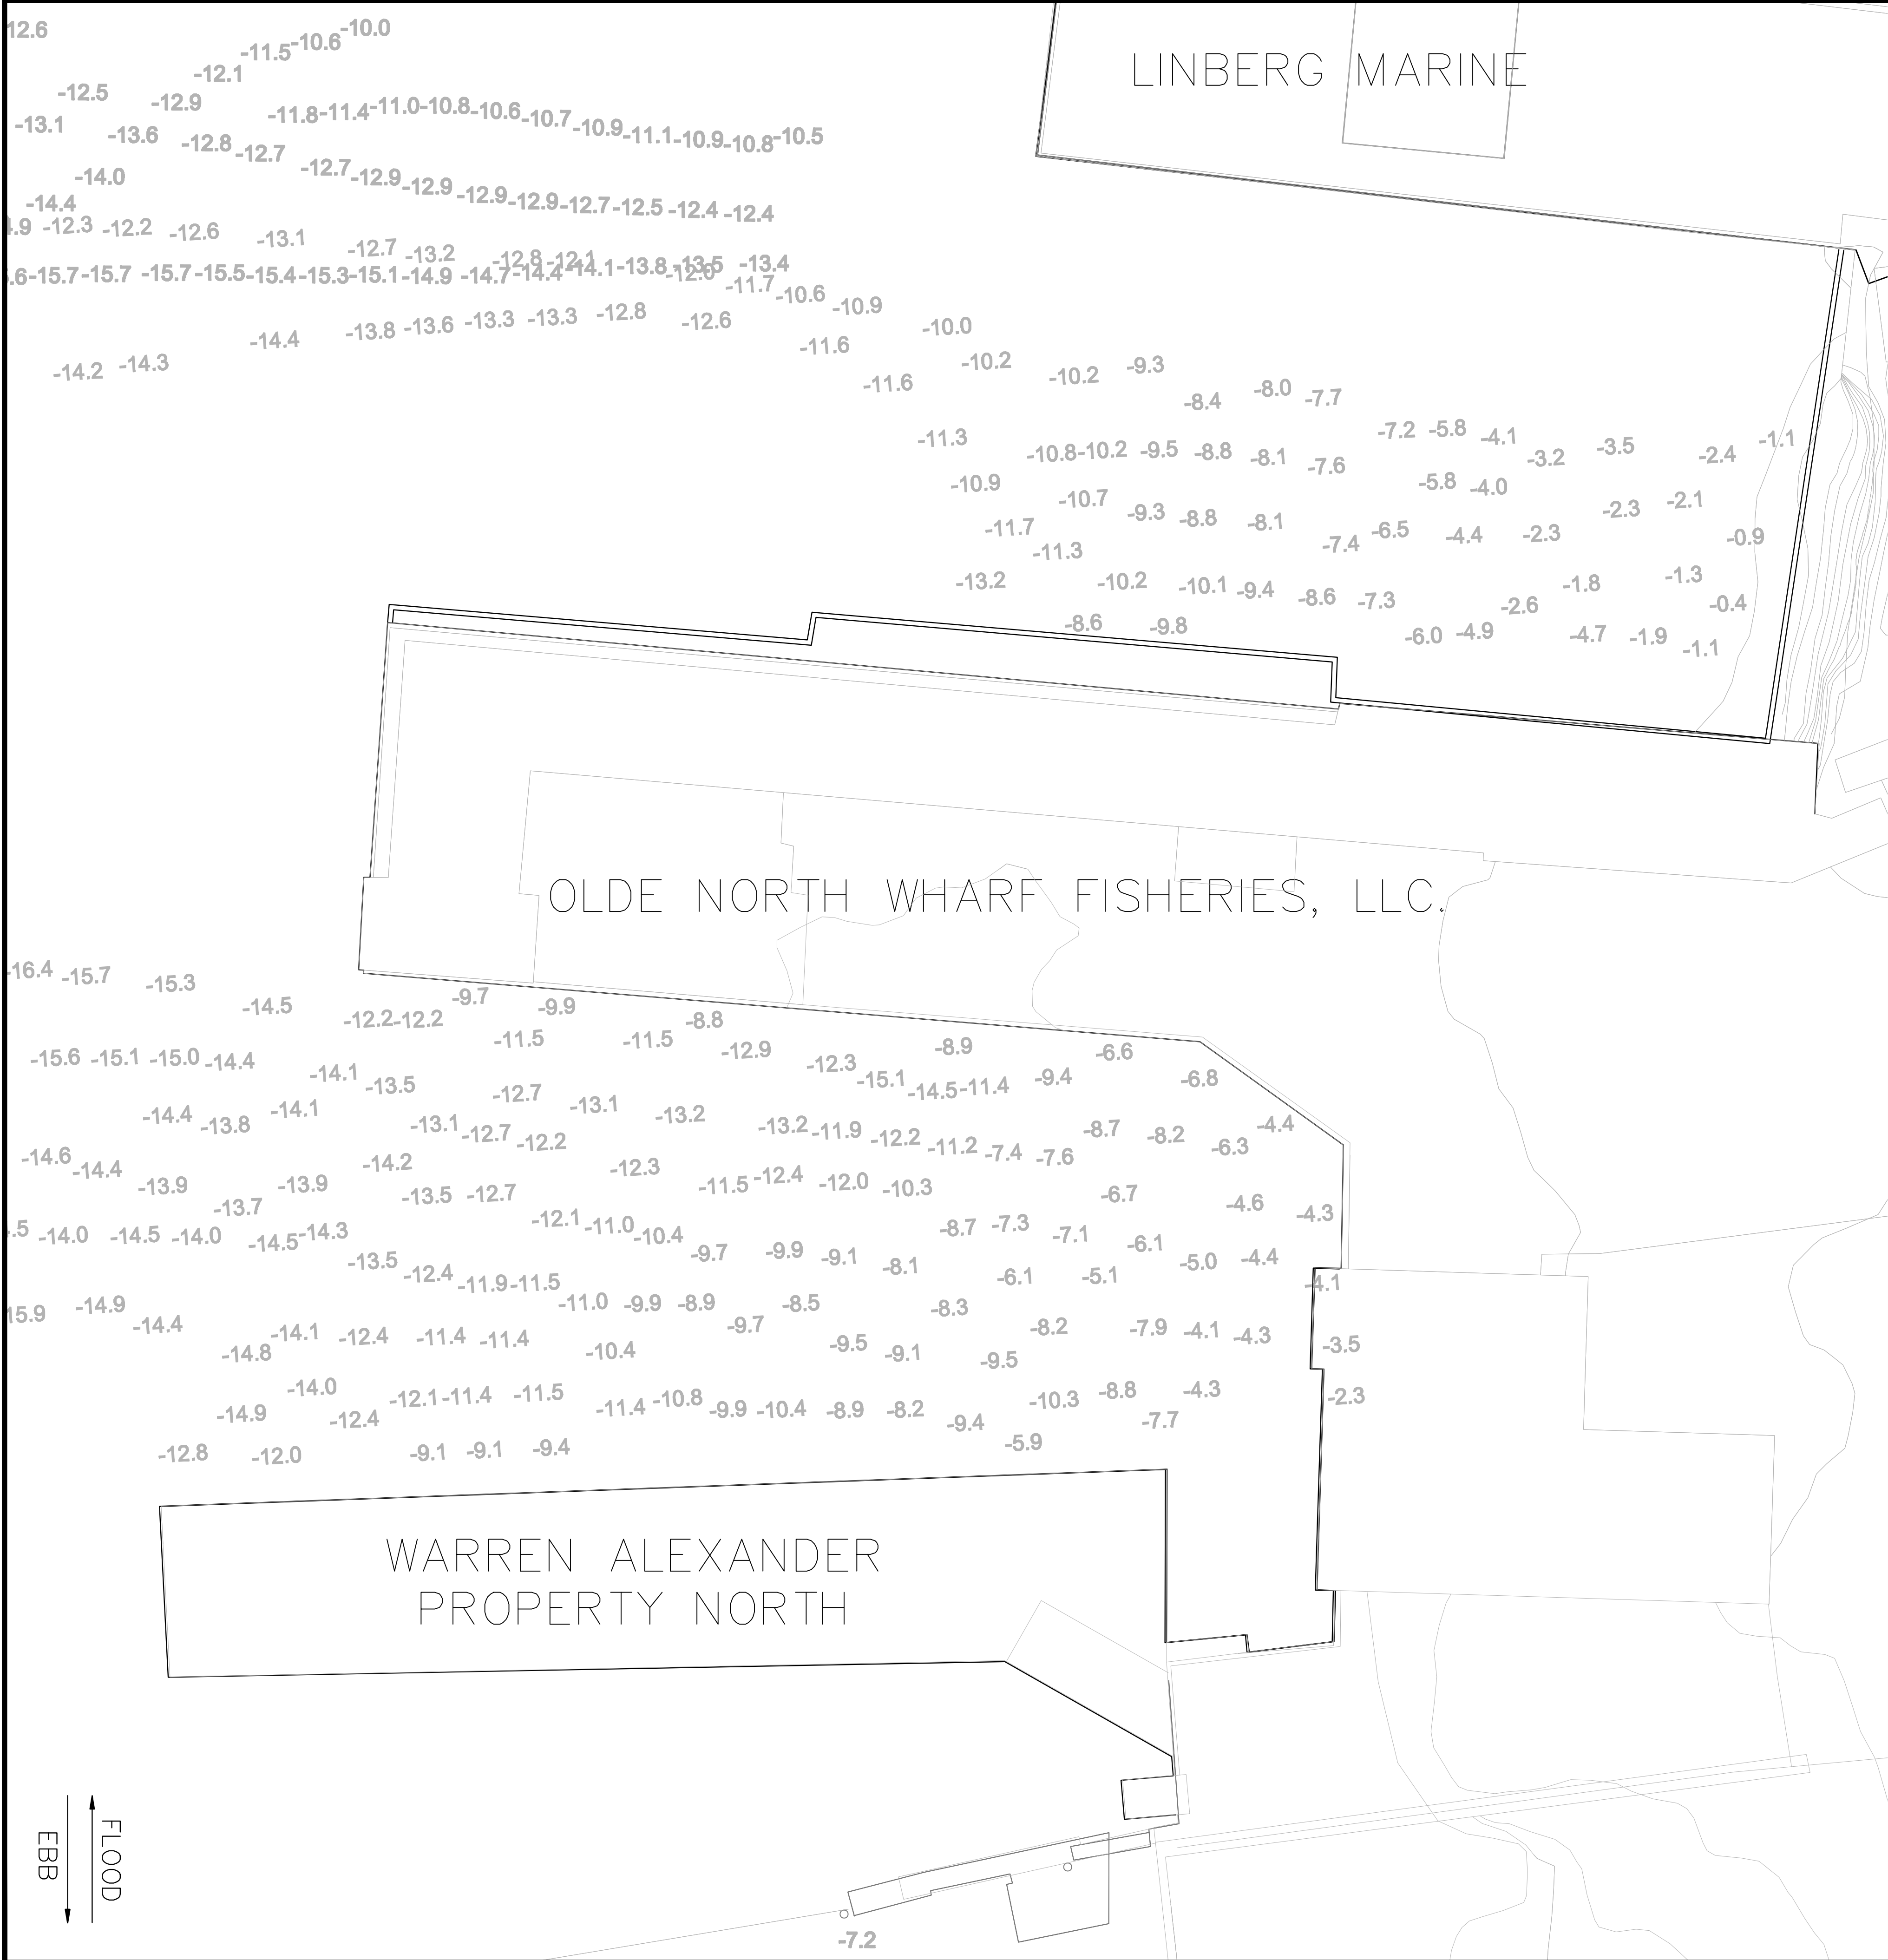 -12.6
-11.5 -10.6 -10.0
-12.1
-12.5 -12.9
-13.1 -13.6 -12.8 -12.7
-11.8 -11.4 -11.0 -10.8 -10.6 -10.7 -10.9 -11.1 -10.9 -10.8 -10.5
LINBERG MARINE
-14.0 -12.7 -12.9 -12.9 -12.9 -12.9 -12.7 -12.5 -12.4 -12.4
-14.4
-12.3 -12.2 -12.6 -13.1 -12.7 -13.2 -12.8 -12.1 -12.0 -11.7 -10.6 -10.9 -10.0
-15.7 -15.7 -15.7 -15.5 -15.4 -15.3 -15.1 -14.9 -14.7 -14.4 -14.1 -13.8 -13.5 -13.4
-14.2 -14.3 -14.4 -13.8 -13.6 -13.3 -13.3 -12.8 -12.6 -11.6 -11.6
-10.2 -10.2 -9.3 -8.4 -8.0 -7.7
-11.3 -10.8 -10.2 -9.5 -8.8 -8.1 -7.6 -7.2 -5.8 -4.1 -3.2 -3.5 -2.4 -1.1
-10.9 -10.7 -9.3 -8.8 -8.1 -5.8 -4.0 -2.3 -2.1
-11.7 -11.3 -7.4 -6.5 -4.4 -2.3 -0.9
-13.2 -10.2 -10.1 -9.4 -8.6 -7.3 -2.6 -1.8 -1.3 -0.4
-8.6 -9.8 -6.0 -4.9 -4.7 -1.9 -1.1
OLDE NORTH WHARF FISHERIES, LLC.
-16.4 -15.7 -15.3 -14.5 -12.2 -12.2 -9.7 -9.9 -8.8
-11.5 -11.5 -12.9 -12.3 -8.9 -6.6
-15.6 -15.1 -15.0 -14.4 -14.1 -13.5 -12.7 -13.1 -13.2 -15.1 -14.5 -11.4 -9.4 -6.8
-14.4 -13.8 -14.1 -13.1 -12.7 -12.2 -13.2 -11.9 -12.2 -11.2 -7.4 -7.6 -8.7 -8.2 -6.3 -4.4
-14.6 -14.4 -13.9 -13.7 -13.9 -14.2 -13.5 -12.7 -12.3 -11.5 -12.4 -12.0 -10.3 -6.7 -4.6 -4.3
-14.0 -14.5 -14.0 -14.5 -14.3 -13.5 -12.4 -11.9 -11.5 -12.1 -11.0 -10.4 -9.7 -9.9 -9.1 -8.1 -8.7 -7.3 -7.1 -6.1 -5.0 -4.4
-15.9 -14.9 -14.4 -14.8 -14.1 -12.4 -11.4 -11.4 -11.0 -9.9 -8.9 -9.7 -8.5 -8.3 -6.1 -5.1 -4.1
-10.4 -9.5 -9.1 -9.5 -8.2 -7.9 -4.1 -4.3 -3.5
-14.9 -14.0 -12.4 -12.1 -11.4 -11.5 -11.4 -10.8 -9.9 -10.4 -8.9 -8.2 -9.4 -10.3 -8.8 -7.7 -4.3 -2.3
-12.8 -12.0 -9.1 -9.1 -9.4 -5.9
WARREN ALEXANDER
PROPERTY NORTH
FLOOD
EBB
-7.2